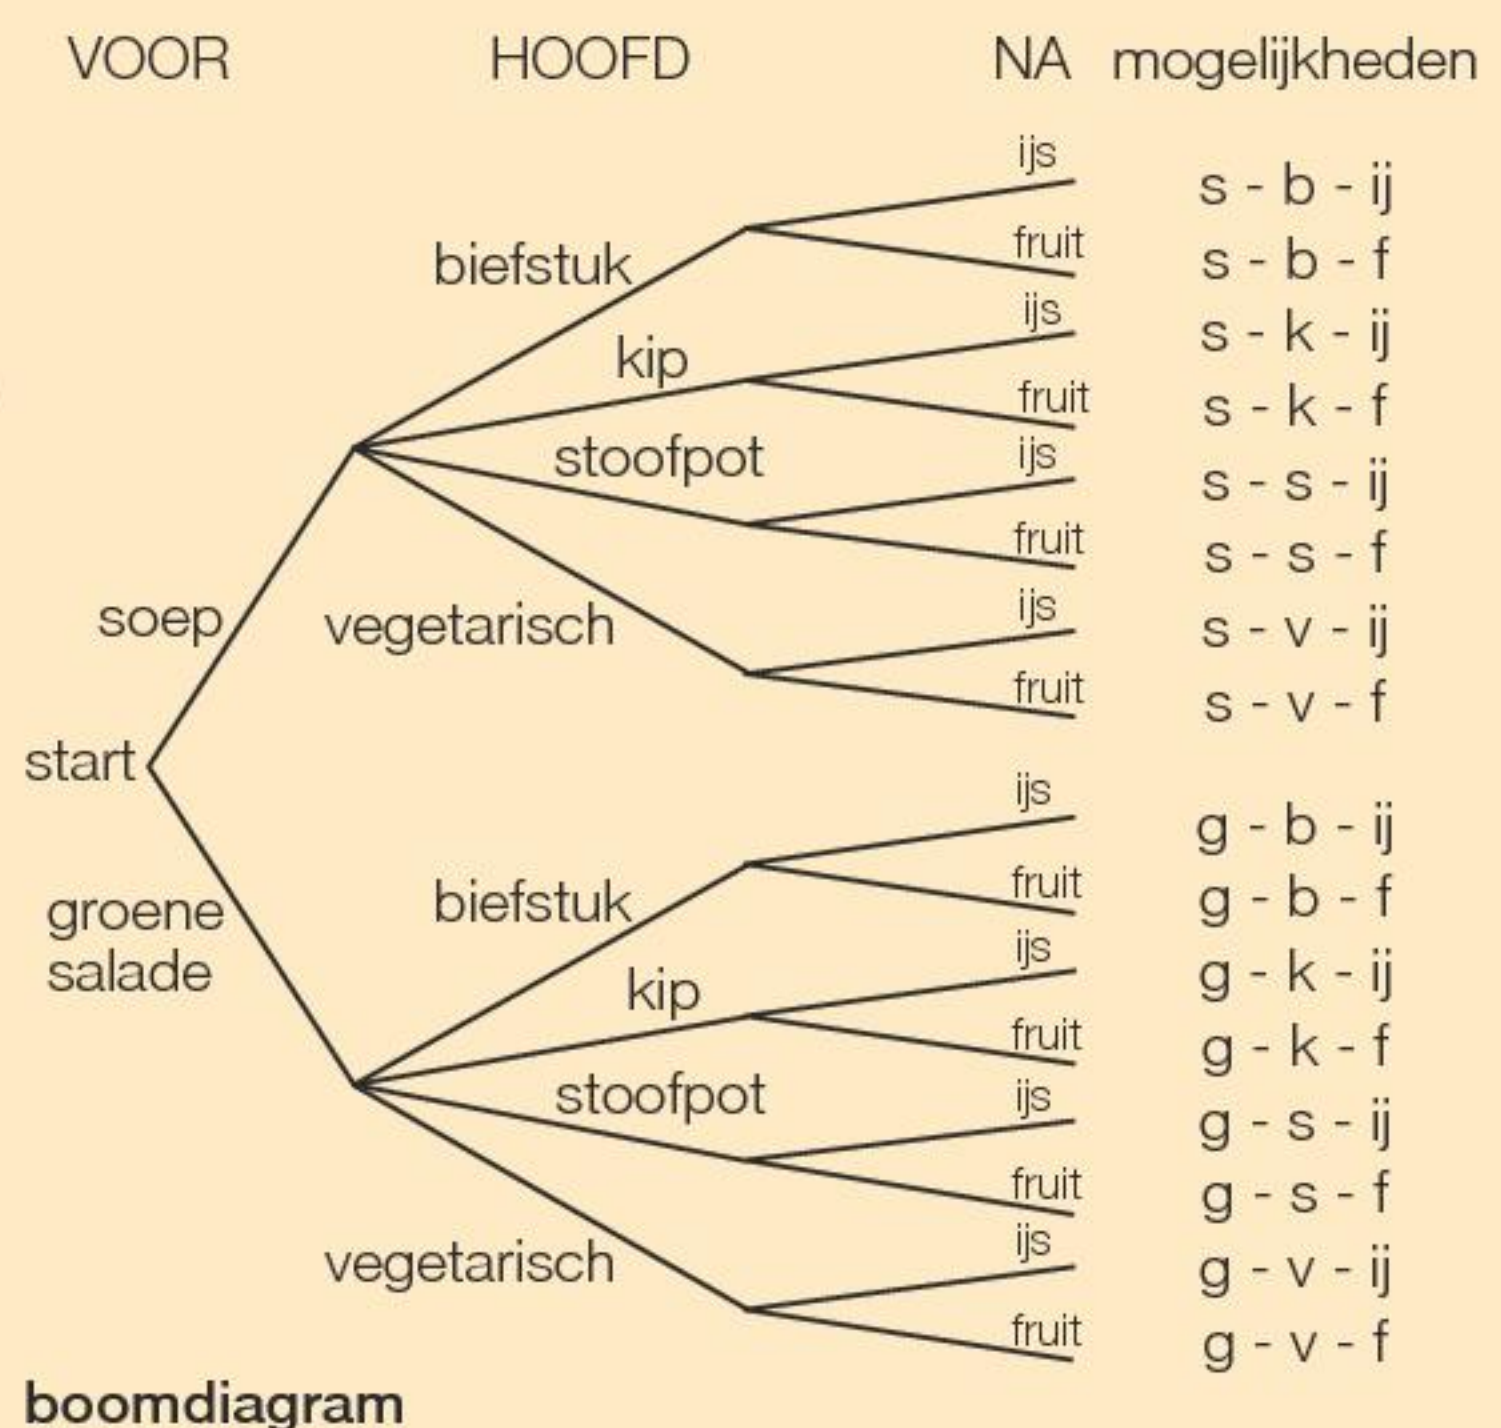 VOOR HOOFD NA mogelijkheden
ijs s - b - ij
biefstuk fruit s - b - f
ijs s - k - ij
kip fruit s - k - f
stoofpot ijs s - s - ij
fruit s - s - f
soep vegetarisch ijs s - v - ij
fruit s - v - f
start
ijs g - b - ij
biefstuk fruit g - b - f
groene
salade
kip ijs g - k - ij
fruit g - k - f
stoofpot ijs g - s - ij
fruit g - s - f
vegetarisch ijs g - v - ij
fruit g - v - f
boomdiagram